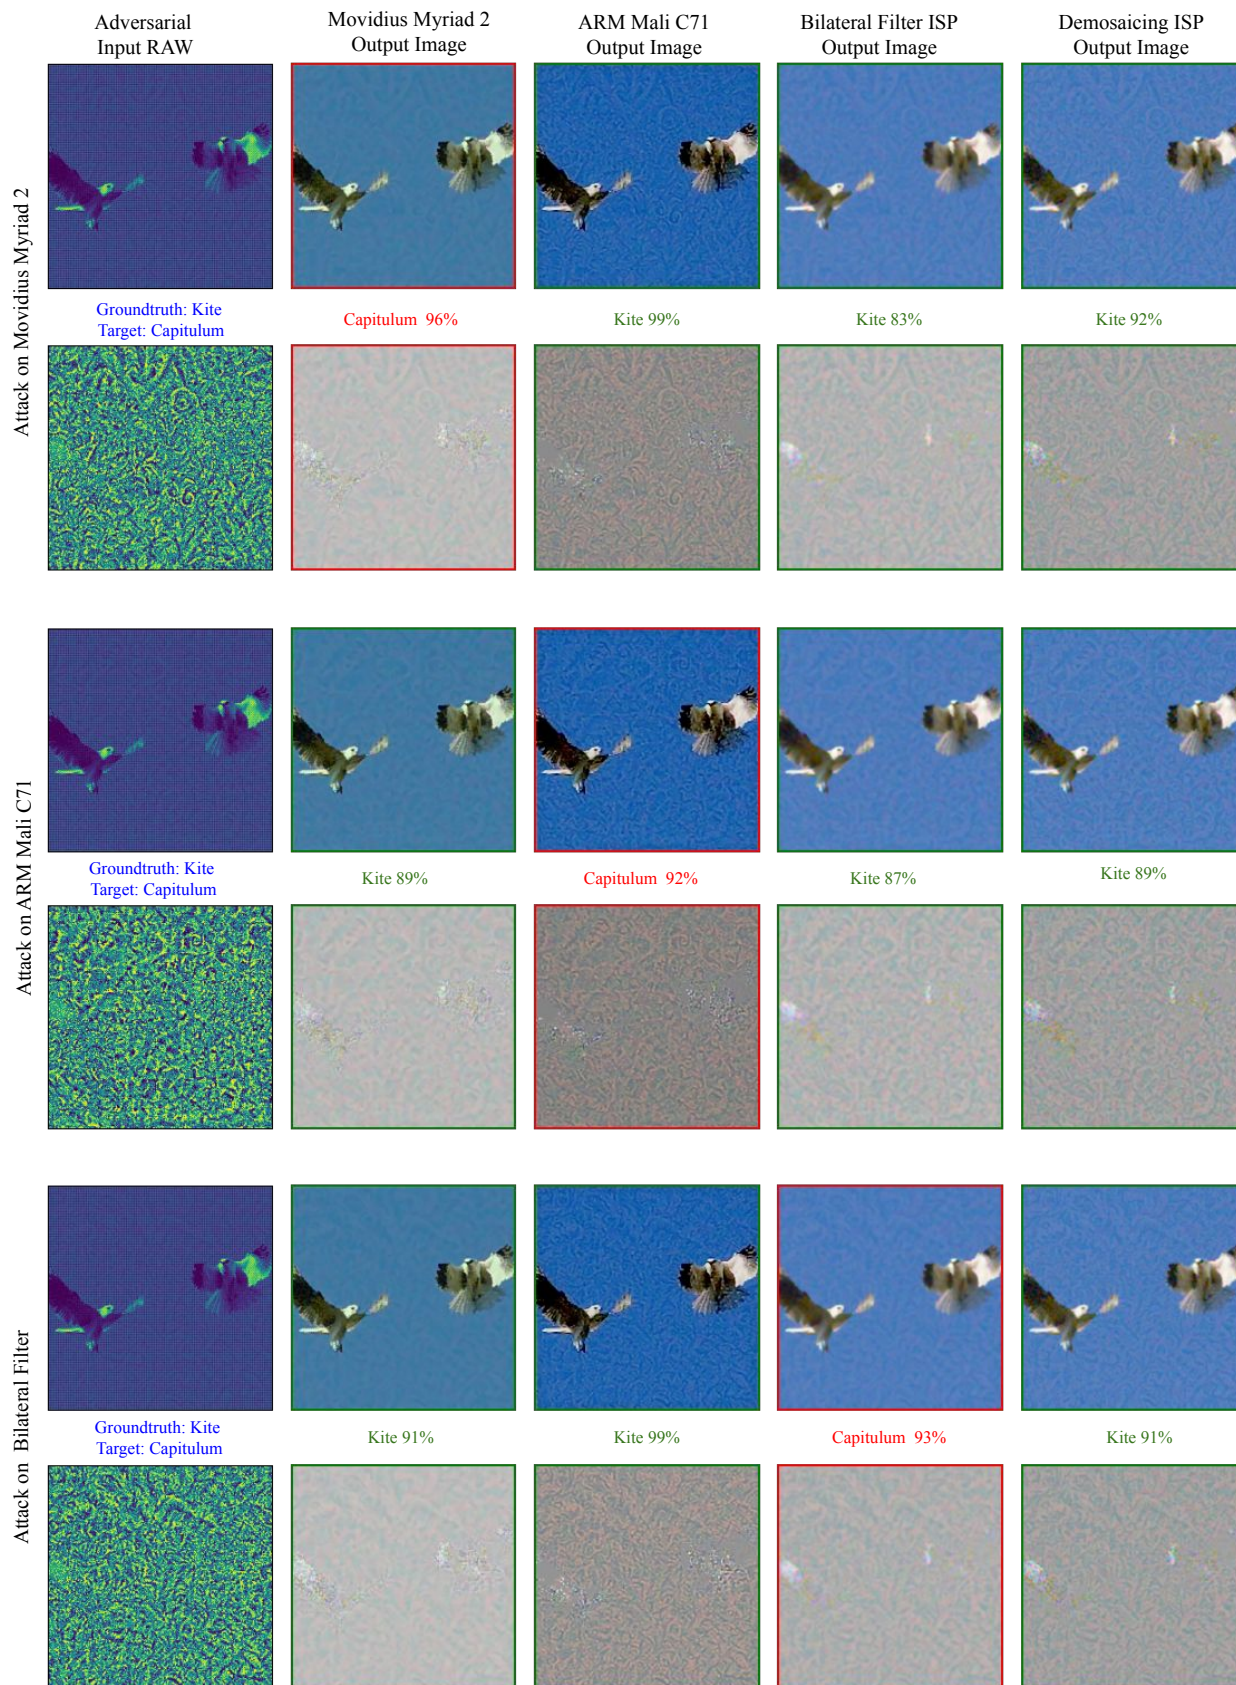 Adversarial
Input RAW
Movidius Myriad 2
Output Image
ARM Mali C71
Output Image
Bilateral Filter ISP
Output Image
Demosaicing ISP
Output Image
Attack on Movidius Myriad 2
Groundtruth: Kite
Target: Capitulum
Capitulum 96%
Kite 99%
Kite 83%
Kite 92%
Attack on ARM Mali C71
Groundtruth: Kite
Target: Capitulum
Kite 89%
Capitulum 92%
Kite 87%
Kite 89%
Attack on Bilateral Filter
Groundtruth: Kite
Target: Capitulum
Kite 91%
Kite 99%
Capitulum 93%
Kite 91%